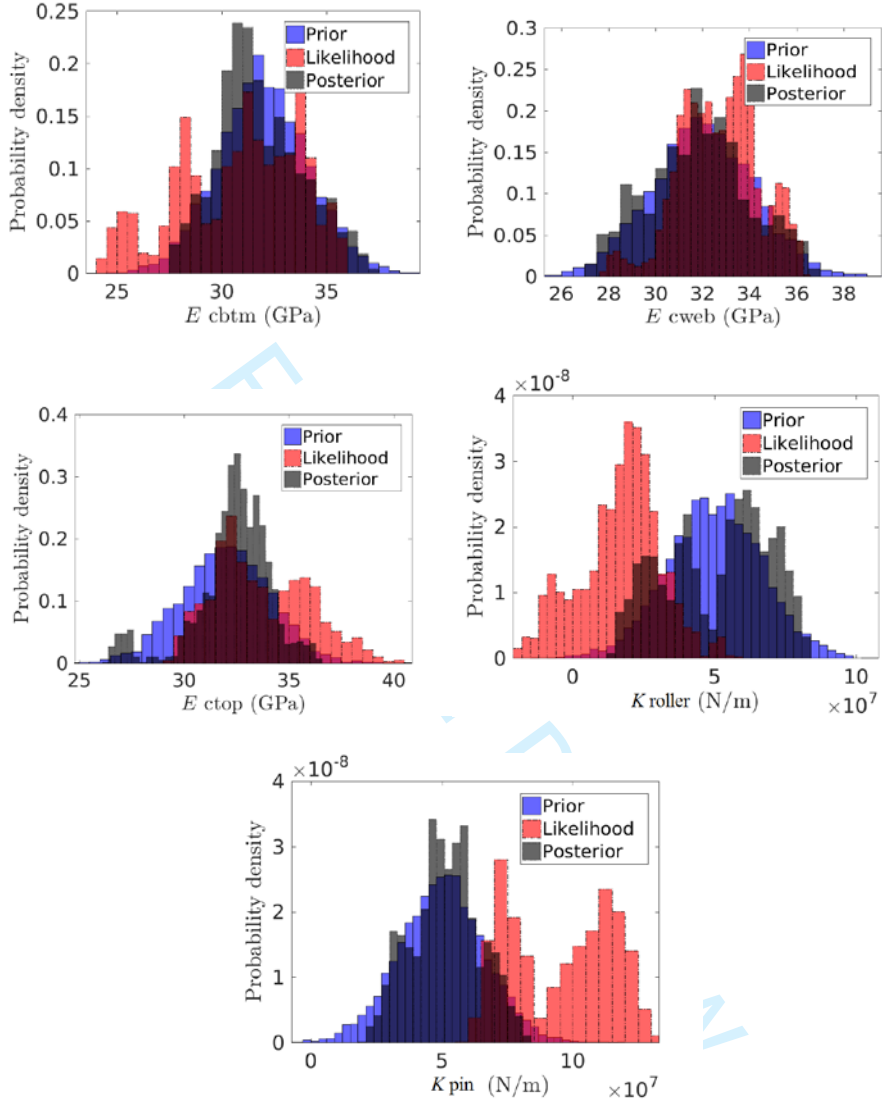 0.25
0.2
0.15
0.1
0.05
0
Probability density
25 30 35
E cbtm (GPa)
Prior
Likelihood
Posterior
0.3
0.25
0.2
0.15
0.1
0.05
0
Probability density
26 28 30 32 34 36 38
E cweb (GPa)
Prior
Likelihood
Posterior
0.4
0.3
0.2
0.1
0
Probability density
25 30 35 40
E ctop (GPa)
Prior
Likelihood
Posterior
×10-8
4
3
2
1
0
Probability density
0 5 10
K roller (N/m)
×10^7
Prior
Likelihood
Posterior
×10-8
4
3
2
1
0
Probability density
0 5 10
K pin (N/m)
×10^7
Prior
Likelihood
Posterior